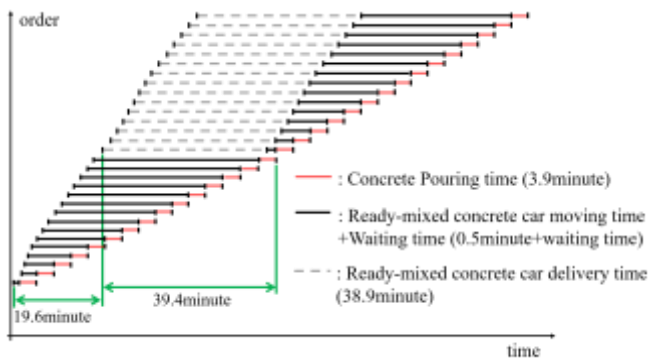 order
: Concrete Pouring time (3.9minute)
: Ready-mixed concrete car moving time
+Waiting time (0.5minute+waiting time)
: Ready-mixed concrete car delivery time
(38.9minute)
39.4minute
19.6minute
time